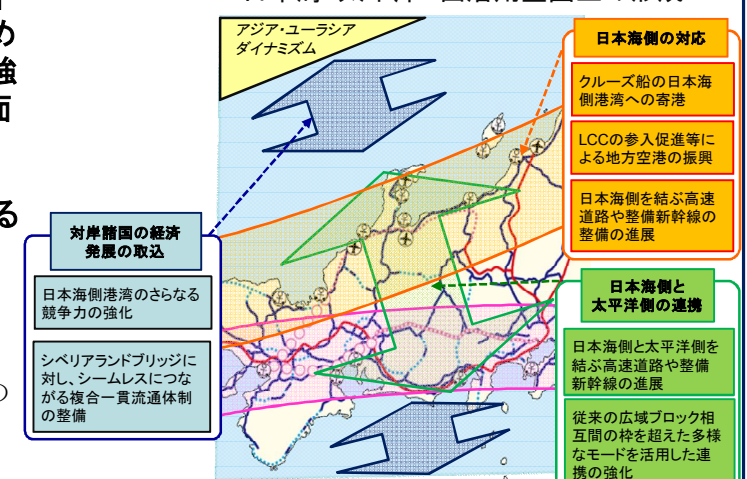 め
強
面
る
アジア・ユーラシア
ダイナミズム
日本海側の対応
クルーズ船の日本海
側港湾への寄港
LCCの参入促進等に
よる地方空港の振興
日本海側を結ぶ高速
道路や整備新幹線の
整備の進展
対岸諸国の経済
発展の取込
日本海側港湾のさらなる
競争力の強化
シベリアランドブリッジに
対し、シームレスにつな
がる複合一貫流通体制
の整備
日本海側と
太平洋側の連携
日本海側と太平洋側を
結ぶ高速道路や整備
新幹線の進展
従来の広域ブロック相
互間の枠を超えた多様
なモードを活用した連
携の強化